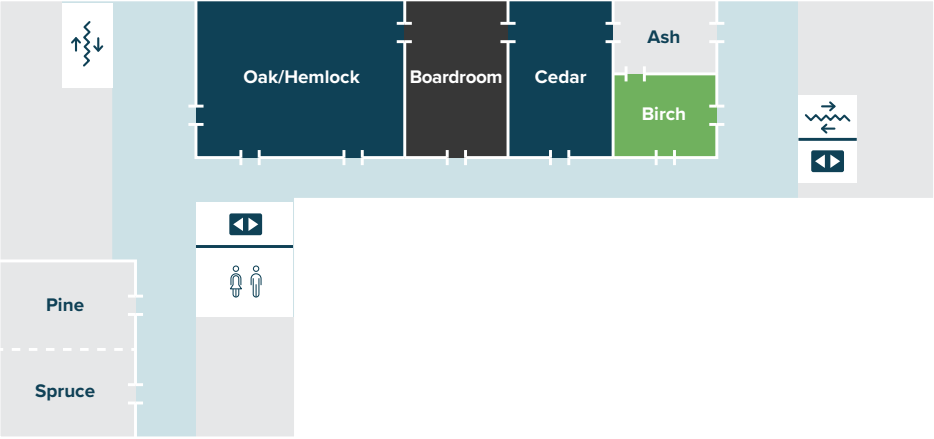 Ash
Oak/Hemlock
Boardroom
Cedar
Birch
Pine
Spruce